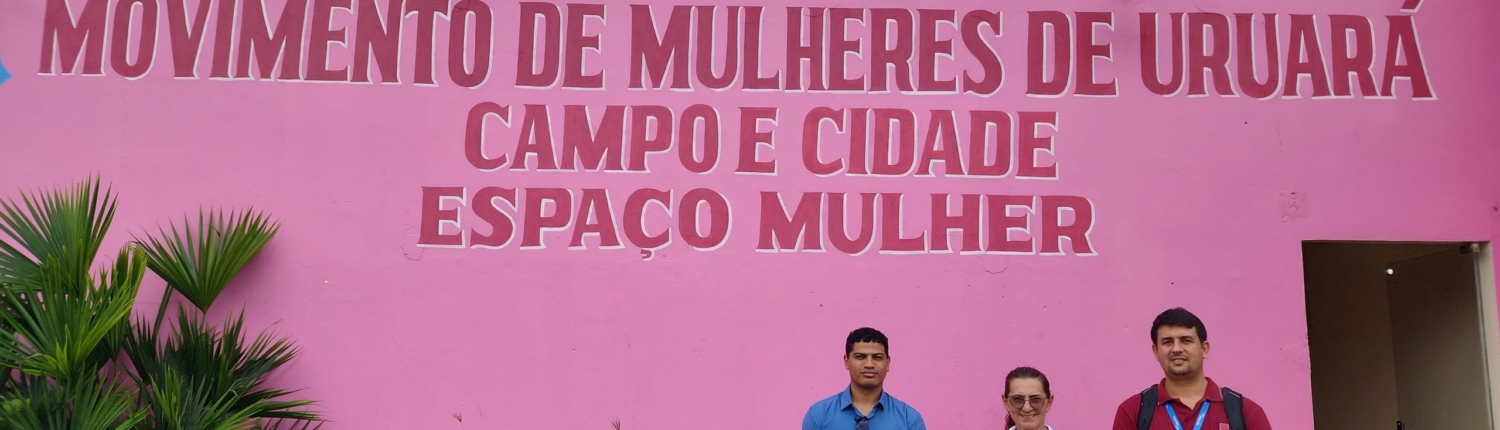 MOVIMENTO DE MULHERES DE URUARÁ
CAMPO E CIDADE
ESPAÇO MULHER